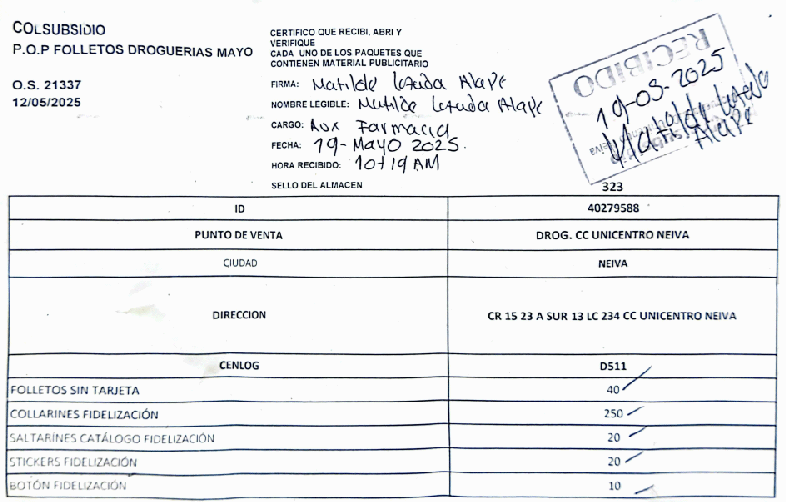 COLSUBSIDIO
P.O.P FOLLETOS DROGUERIAS MAYO
O.S. 21337
12/05/2025
CERTIFICO QUE RECIBI, ABRI Y
VERIFIQUE
CADA UNO DE LOS PAQUETES QUE
CONTIENEN MATERIAL PUBLICITARIO
FIRMA: Matilde Losada Alape
NOMBRE LEGIBLE: Matilde Losada Alape
CARGO: Aux Farmacia
FECHA: 19-MAYO 2025.
HORA RECIBIDO: 10:19 AM
SELLO DEL ALMACEN
RECIBIDO
19-05-2025
Matilde Losada
Alape
323
ID 40279588
PUNTO DE VENTA DROG. CC UNICENTRO NEIVA
CIUDAD NEIVA
DIRECCION CR 15 23 A SUR 13 LC 234 CC UNICENTRO NEIVA
CENLOG D511
FOLLETOS SIN TARJETA 40
COLLARINES FIDELIZACIÓN 250
SALTARINES CATÁLOGO FIDELIZACIÓN 20
STICKERS FIDELIZACIÓN 20
BOTÓN FIDELIZACIÓN 10